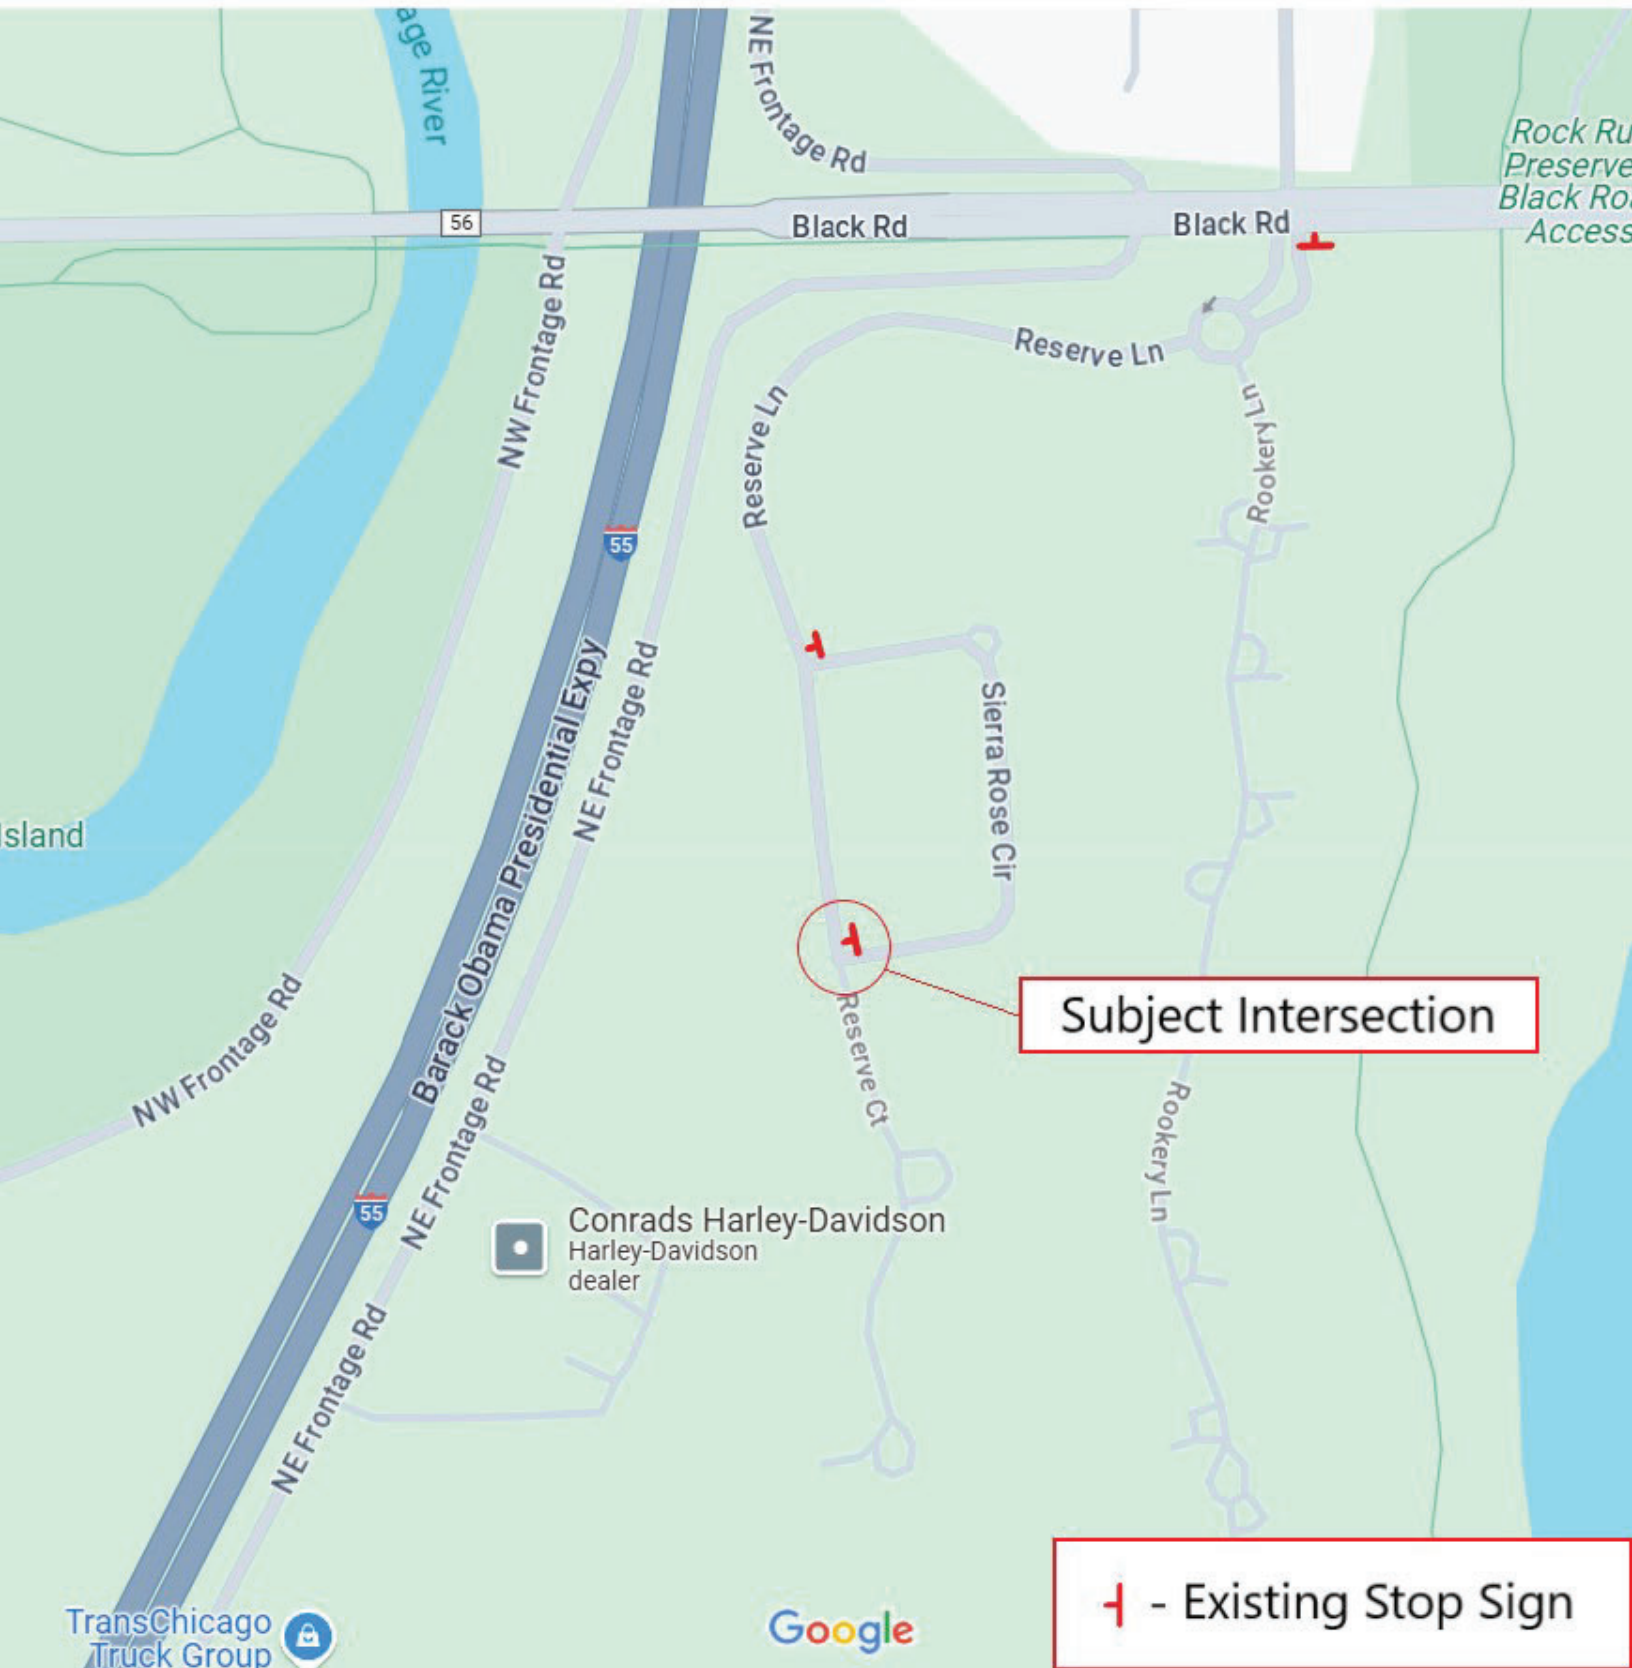 age River
NE Frontage Rd
Rock Ru
Preserve
Black Ro
Access
56
Black Rd
Black Rd
NW Frontage Rd
Reserve Ln
Reserve Ln
Rookery Ln
55
Barack Obama Presidential Expy
NE Frontage Rd
Sierra Rose Cir
Island
NW Frontage Rd
Subject Intersection
Reserve Ct
Rookery Ln
NE Frontage Rd
55
Conrads Harley-Davidson
Harley-Davidson
dealer
NE Frontage Rd
- Existing Stop Sign
TransChicago
Truck Group
Google